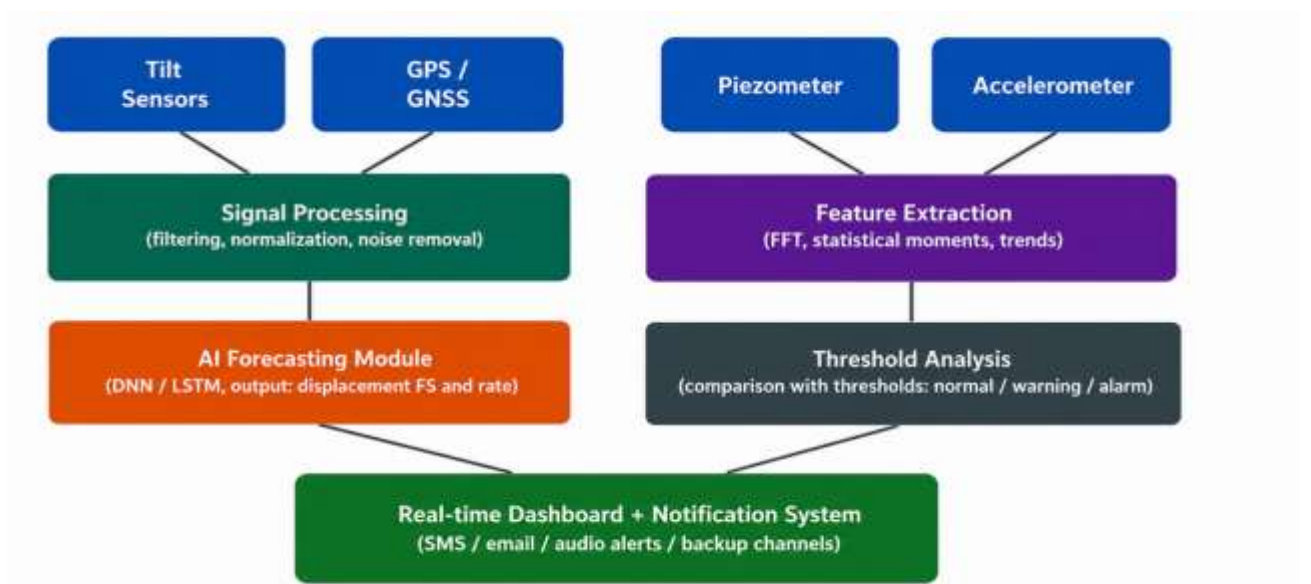 Tilt
Sensors
GPS /
GNSS
Piezometer
Accelerometer
Signal Processing
(filtering, normalization, noise removal)
Feature Extraction
(FFT, statistical moments, trends)
AI Forecasting Module
(DNN / LSTM, output: displacement FS and rate)
Threshold Analysis
(comparison with thresholds: normal / warning / alarm)
Real-time Dashboard + Notification System
(SMS / email / audio alerts / backup channels)